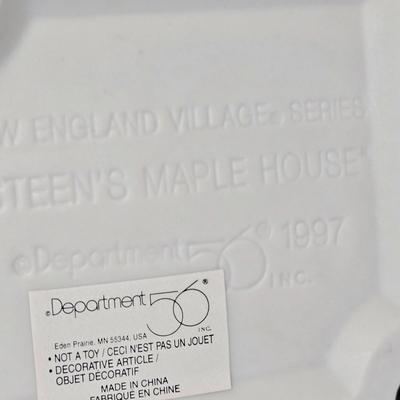 W ENGLAND VILLAGE® SERIES
STEEN'S MAPLE HOUSE"
©Department 56® 1997
INC.
©Department 56®
INC.
Eden Prairie, MN 55344, USA
• NOT A TOY / CECI N'EST PAS UN JOUET
• DECORATIVE ARTICLE /
OBJET DÉCORATIF
MADE IN CHINA
FABRIQUE EN CHINE